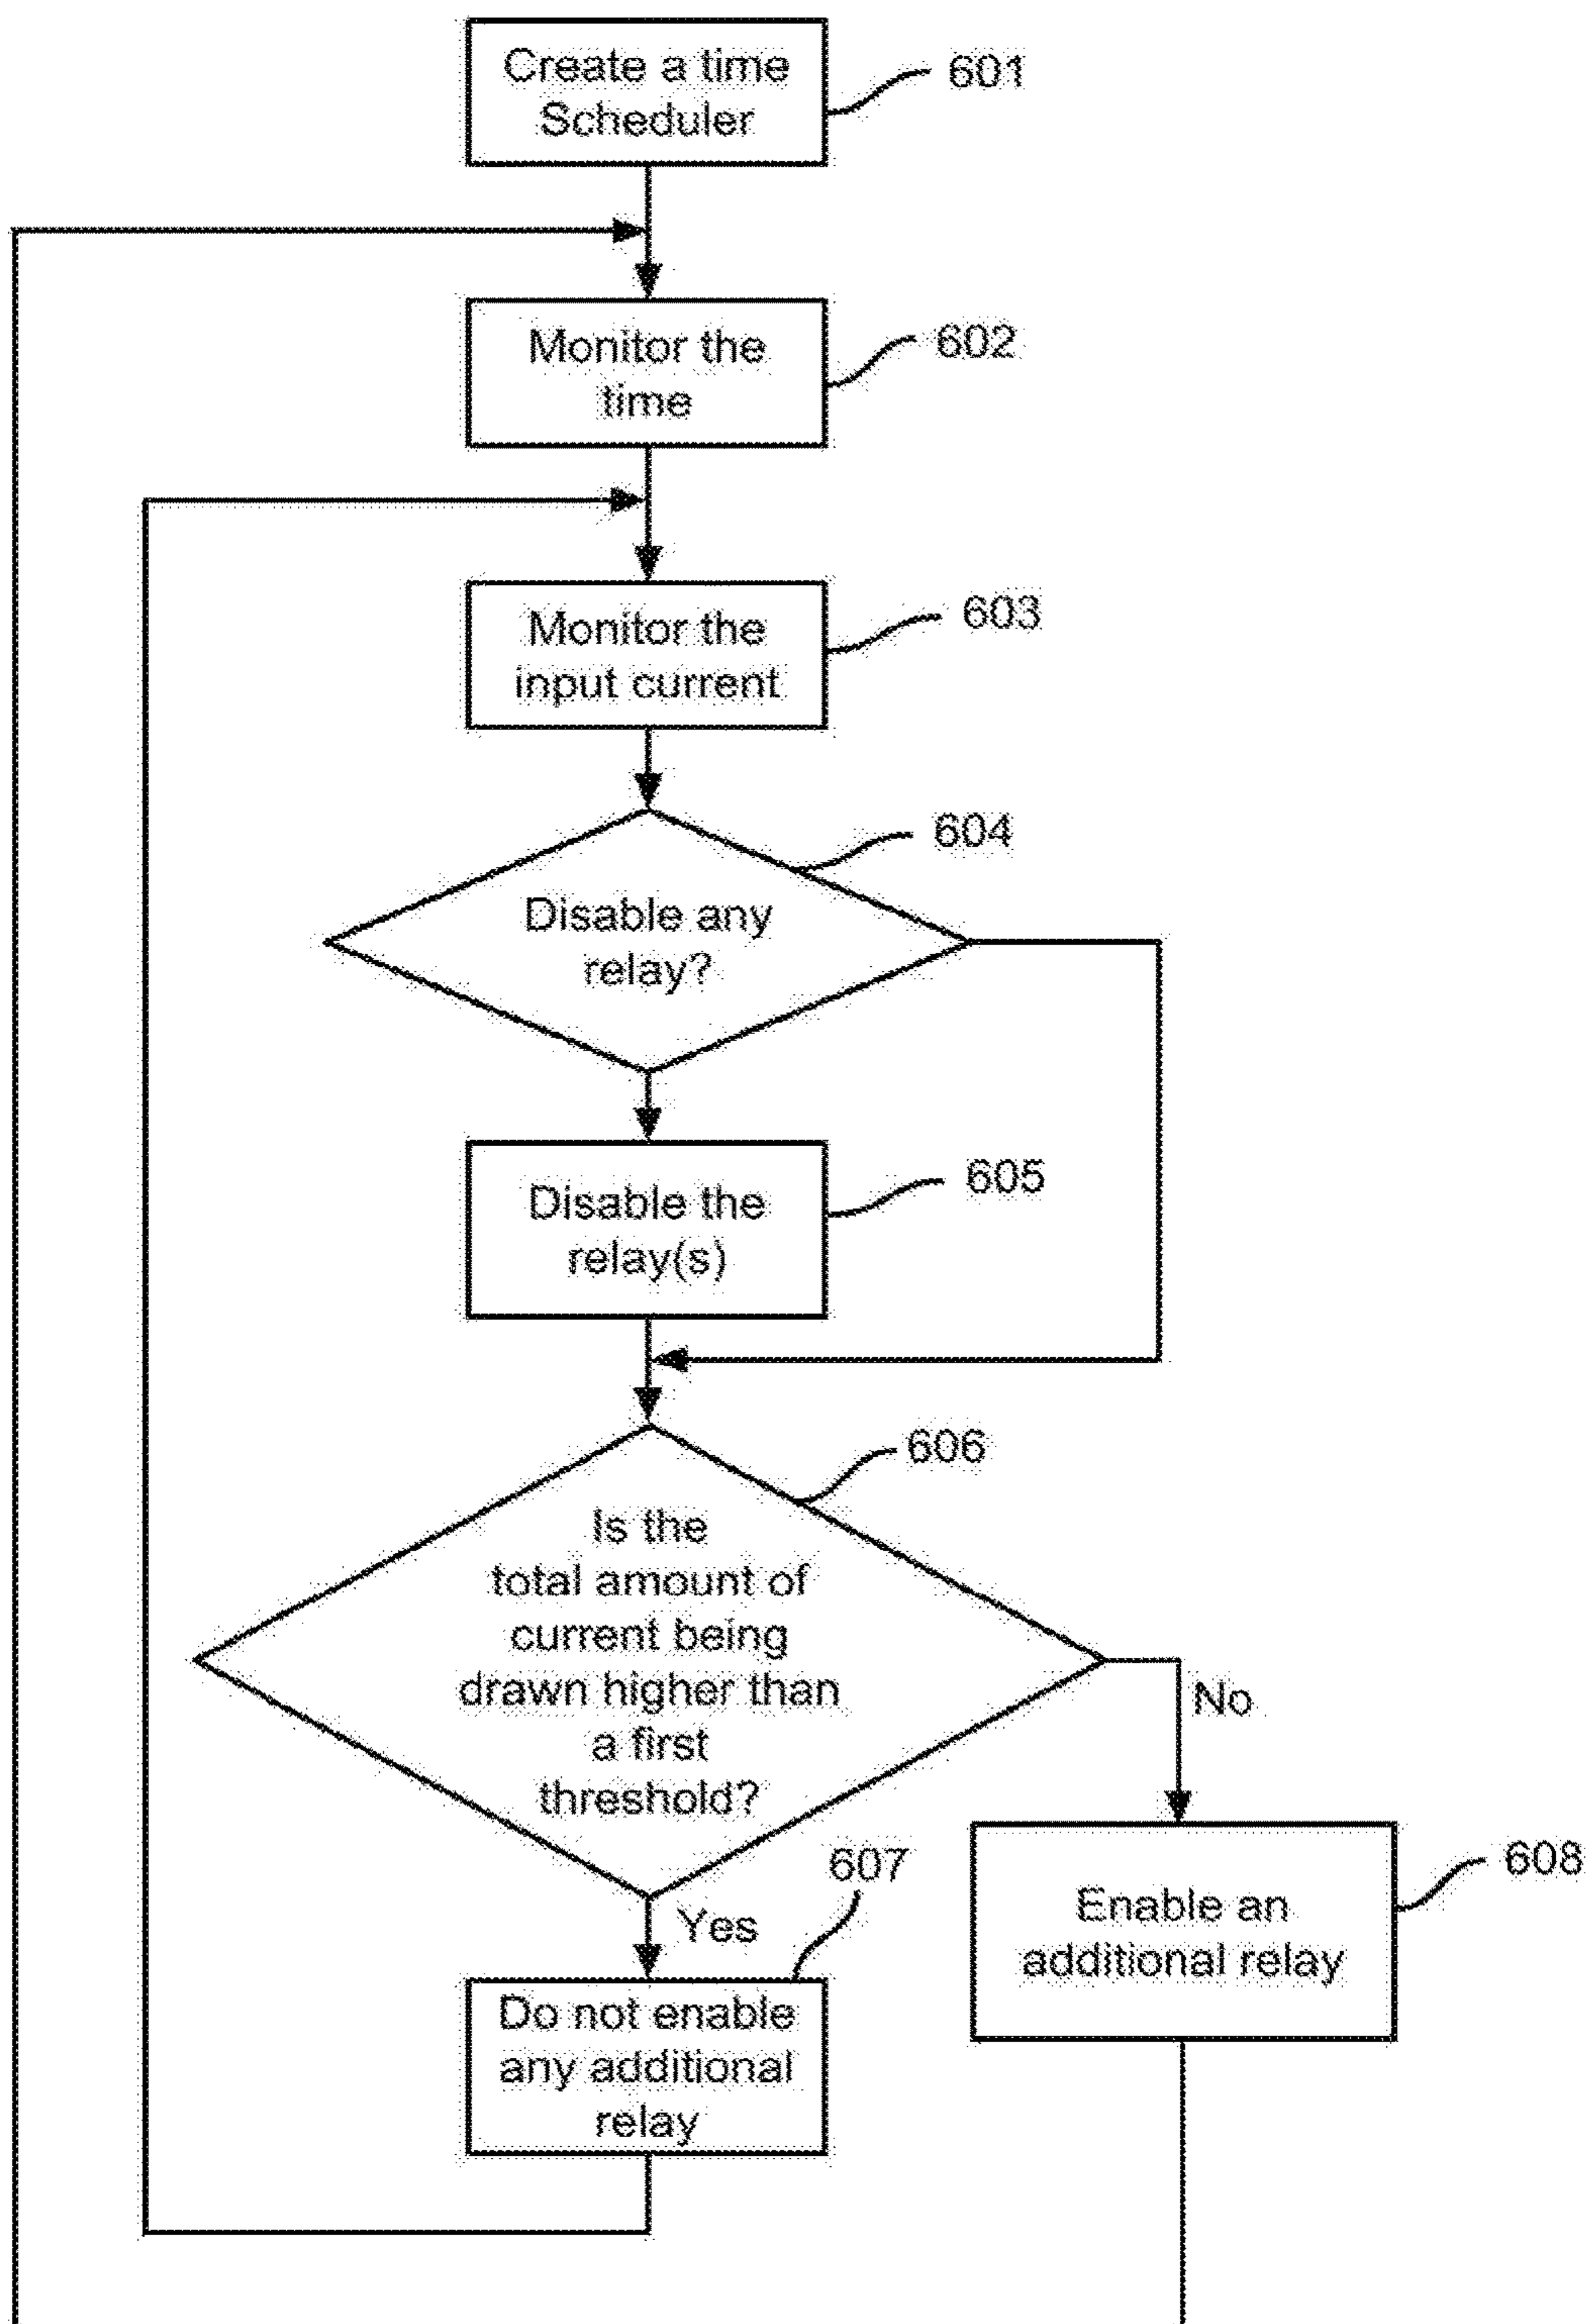 Create a time
Scheduler
601
Monitor the
time
602
Monitor the
input current
603
604
Disable any
relay?
Disable the
relay(s)
605
606
Is the
total amount of
current being
drawn higher than
a first
threshold?
No
607
Yes
608
Enable an
additional relay
Do not enable
any additional
relay